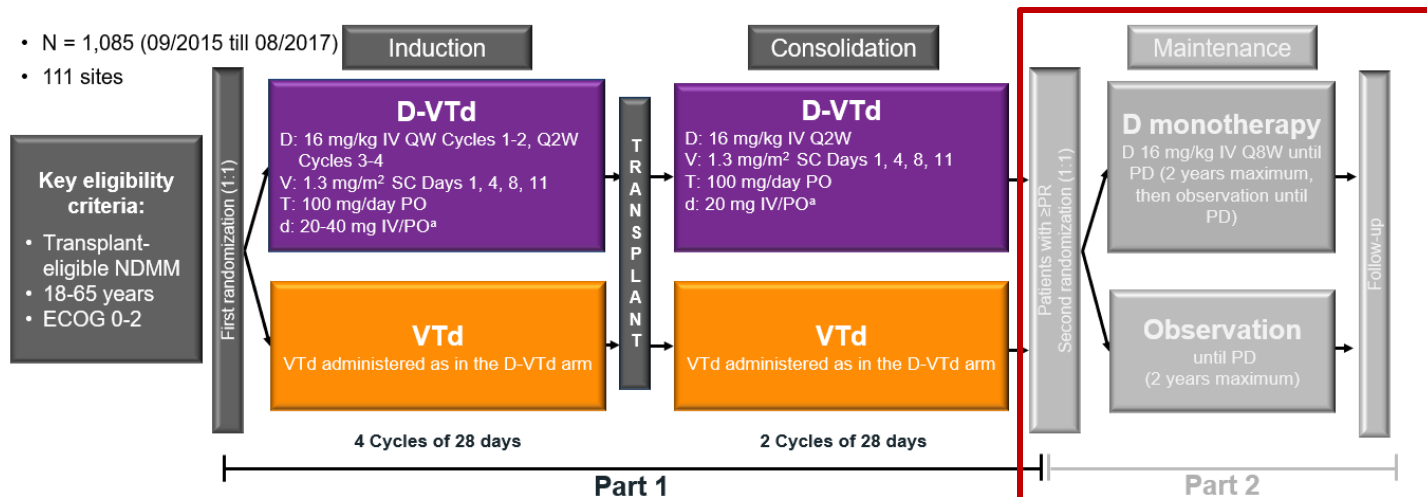 • N = 1,085 (09/2015 till 08/2017)
• 111 sites
Induction
Consolidation
Maintenance
Key eligibility
criteria:
• Transplant-
eligible NDMM
• 18-65 years
• ECOG 0-2
First randomization (1:1)
D-VTd
D: 16 mg/kg IV QW Cycles 1-2, Q2W
Cycles 3-4
V: 1.3 mg/m² SC Days 1, 4, 8, 11
T: 100 mg/day PO
d: 20-40 mg IV/POᵃ
VTd
VTd administered as in the D-VTd arm
4 Cycles of 28 days
TRANSPLANT
D-VTd
D: 16 mg/kg IV Q2W
V: 1.3 mg/m² SC Days 1, 4, 8, 11
T: 100 mg/day PO
d: 20 mg IV/POᵃ
VTd
VTd administered as in the D-VTd arm
2 Cycles of 28 days
Patients with ≥PR
Second randomization (1:1)
D monotherapy
D 16 mg/kg IV Q8W until
PD (2 years maximum,
then observation until
PD)
Observation
until PD
(2 years maximum)
Follow-up
Part 1
Part 2